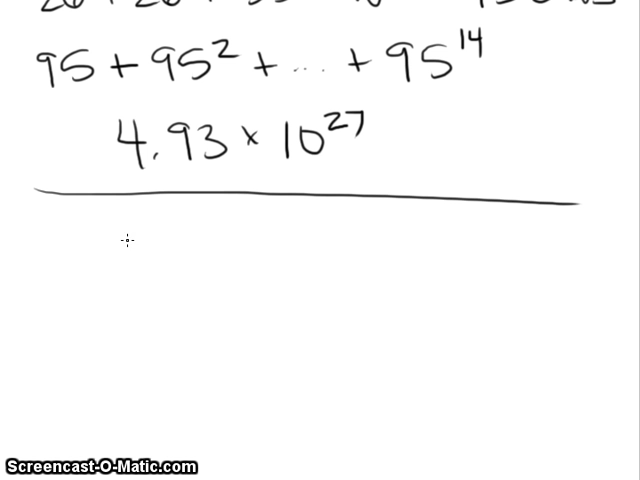 95 + 95² + ... + 95¹⁴
4.93 × 10²⁷
Screencast-O-Matic.com